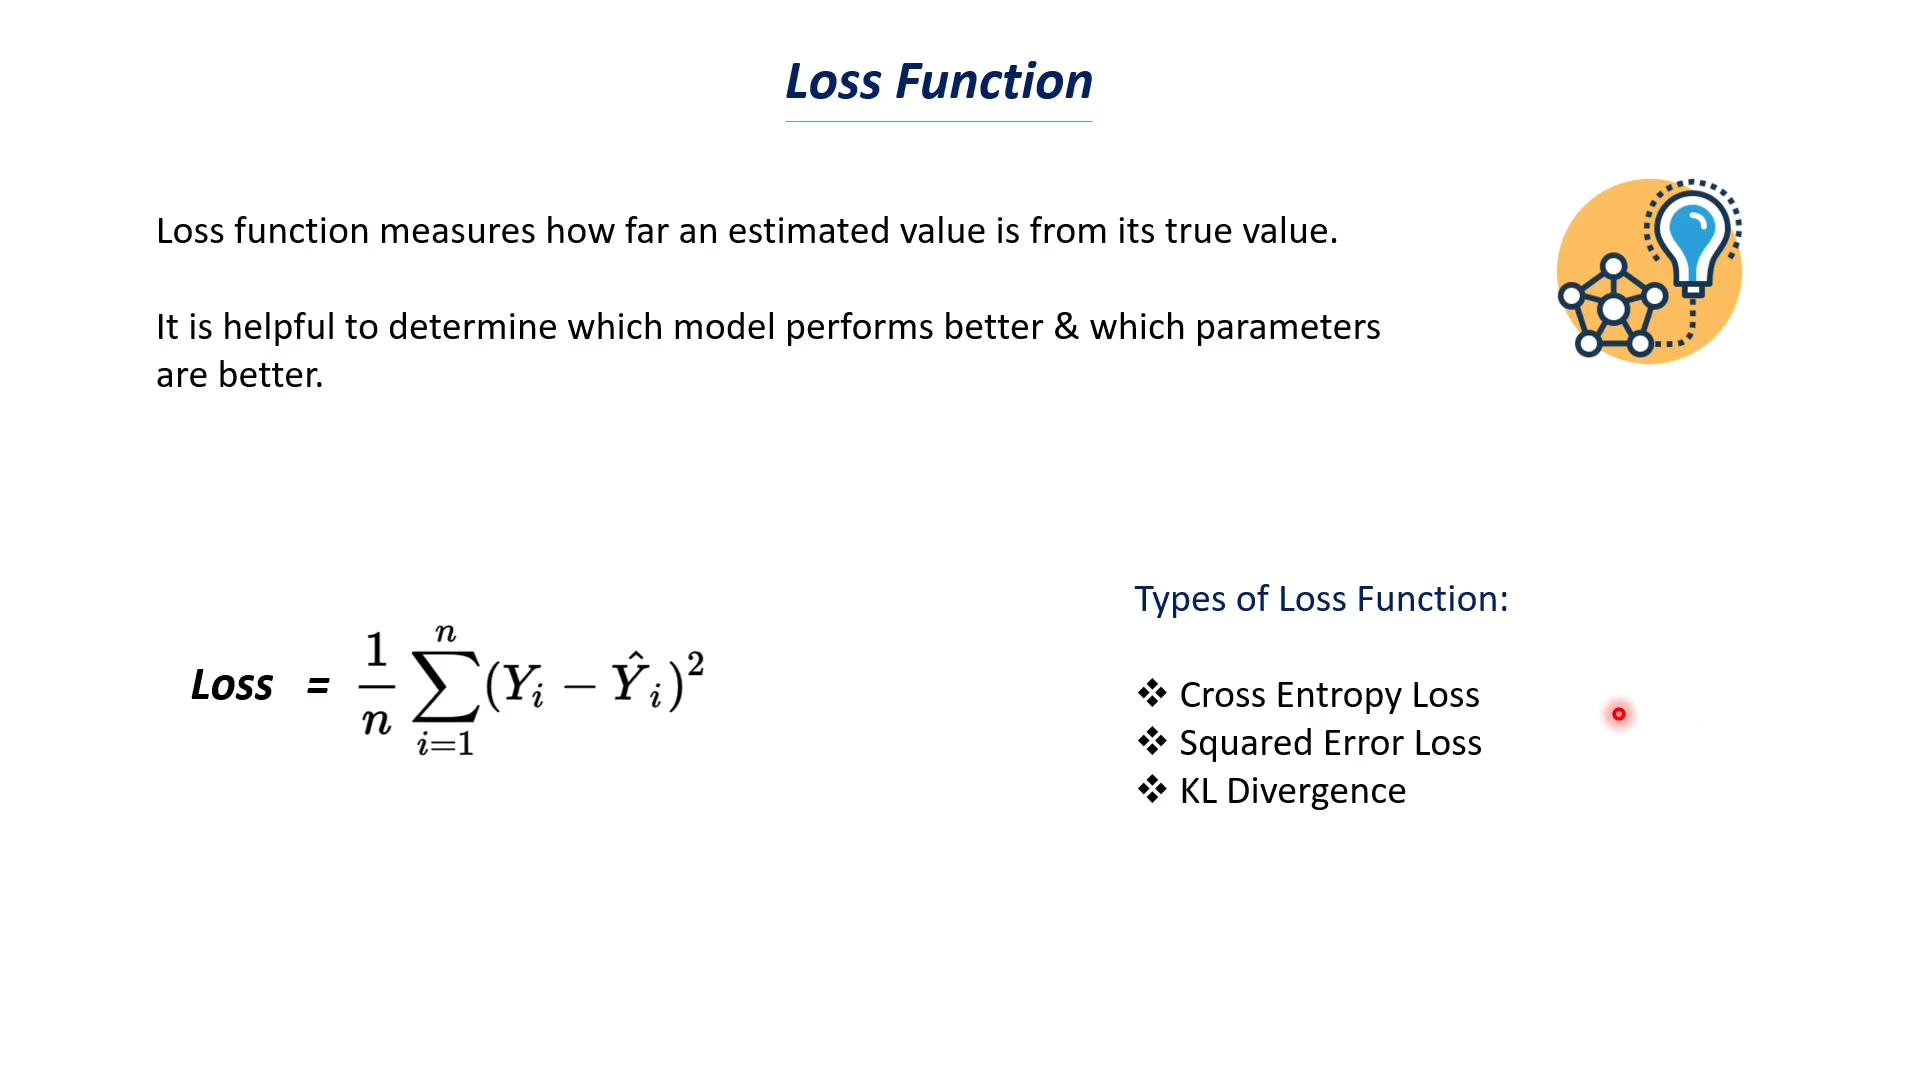 Loss Function
Loss function measures how far an estimated value is from its true value.
It is helpful to determine which model performs better & which parameters
are better.
Loss = \frac{1}{n} \sum_{i=1}^{n} (Y_i - \hat{Y}_i)^2
Types of Loss Function:
❖ Cross Entropy Loss
❖ Squared Error Loss
❖ KL Divergence